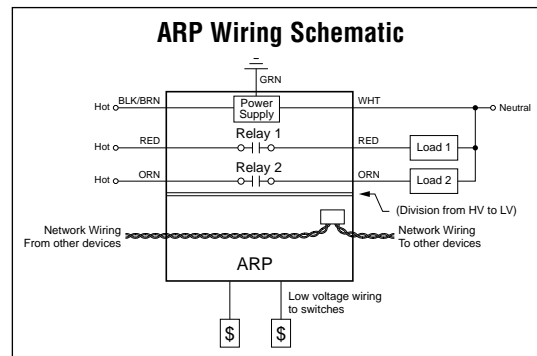 ARP Wiring Schematic
GRN
Hot BLK/BRN
Power
Supply
WHT
Neutral
Hot RED
Relay 1
RED
Load 1
Hot ORN
Relay 2
ORN
Load 2
(Division from HV to LV)
Network Wiring
From other devices
Network Wiring
To other devices
ARP
Low voltage wiring
to switches
$
$